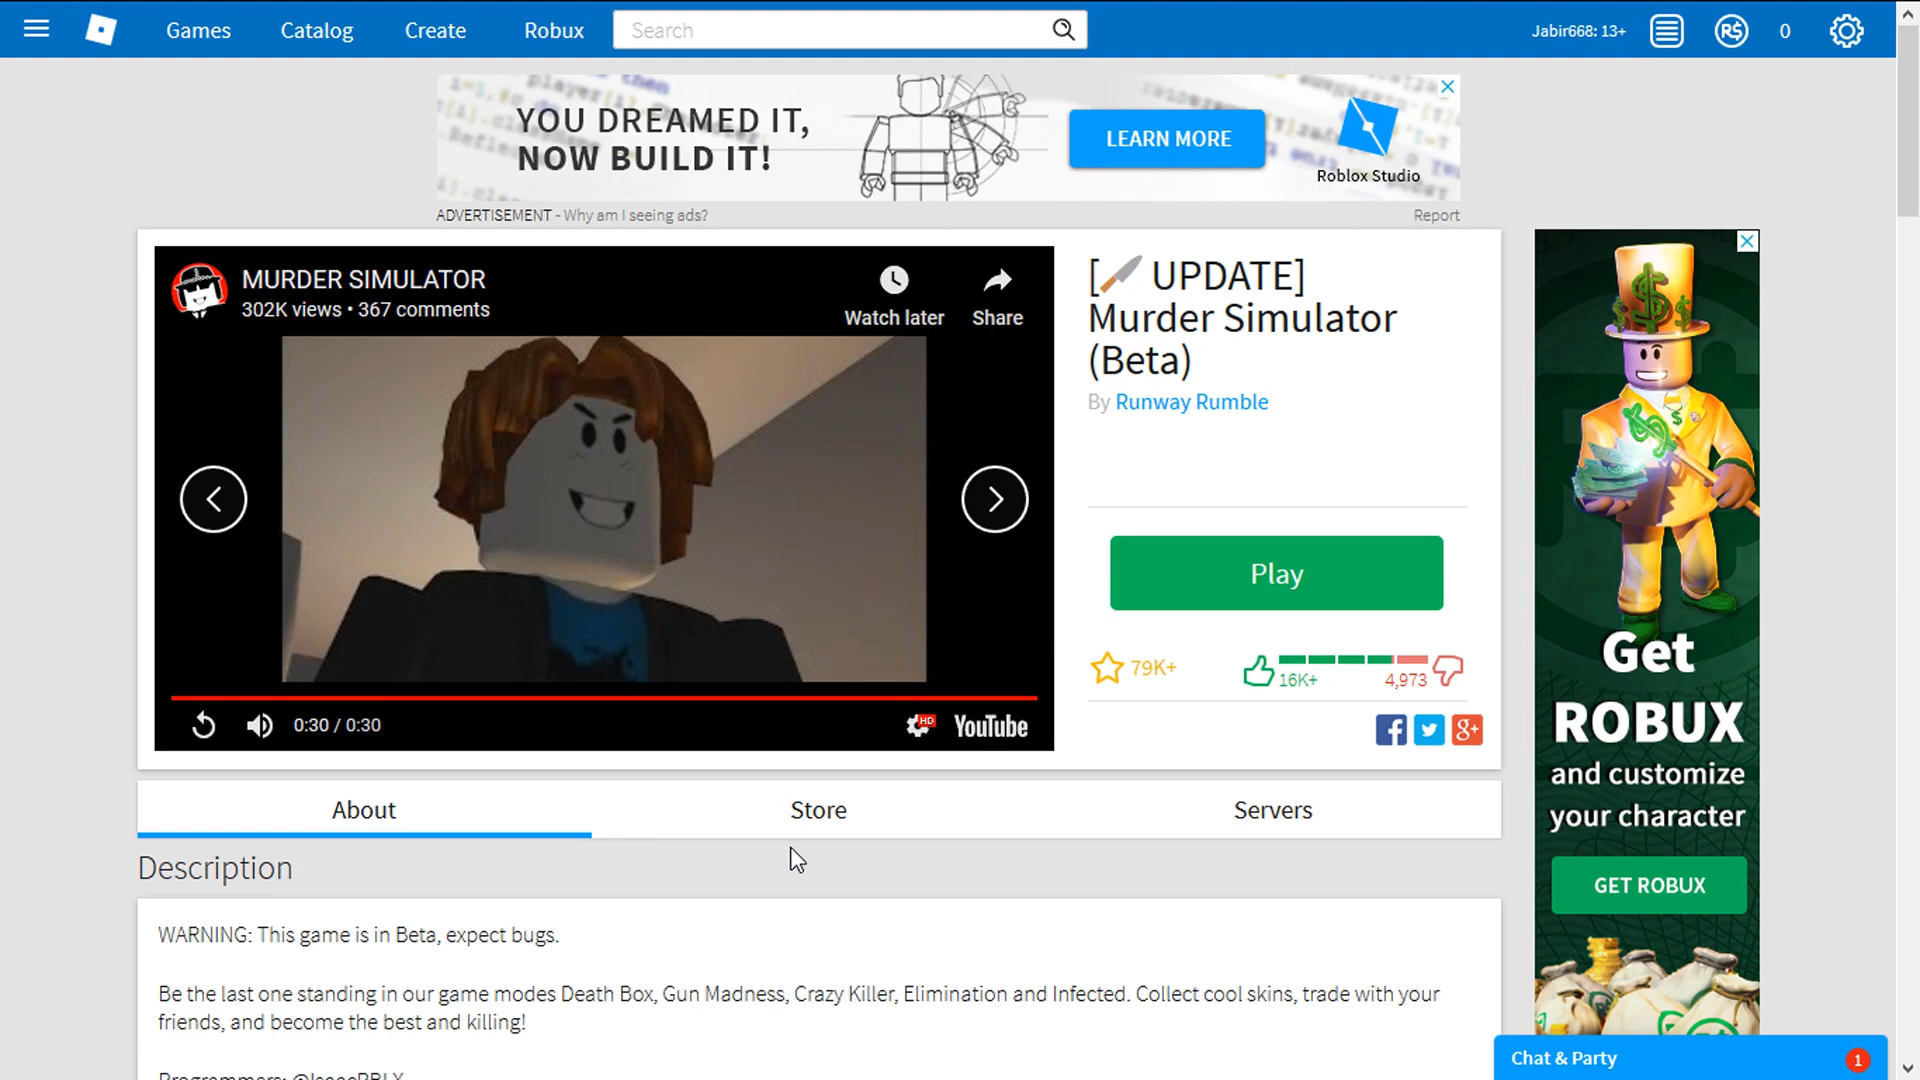 Games Catalog Create Robux Search Jabir668: 13+ R$ 0
YOU DREAMED IT,
NOW BUILD IT!
LEARN MORE
Roblox Studio
ADVERTISEMENT - Why am I seeing ads? Report
MURDER SIMULATOR
302K views • 367 comments
Watch later Share
0:30 / 0:30
HD
YouTube
[🔪 UPDATE]
Murder Simulator
(Beta)
By Runway Rumble
Play
79K+
16K+ 4,973
About Store Servers
Description
WARNING: This game is in Beta, expect bugs.
Be the last one standing in our game modes Death Box, Gun Madness, Crazy Killer, Elimination and Infected. Collect cool skins, trade with your
friends, and become the best and killing!
Get
ROBUX
and customize
your character
GET ROBUX
Chat & Party 1